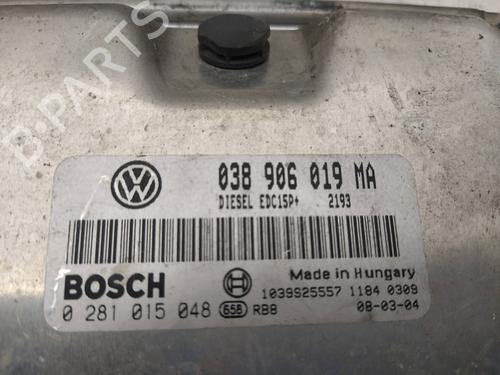 B-Parts
038 906 019 MA
DIESEL EDC15P+ 2193
BOSCH
Made in Hungary
1039S25557 1184 0309
0 281 015 048 658 RB8
08-03-04